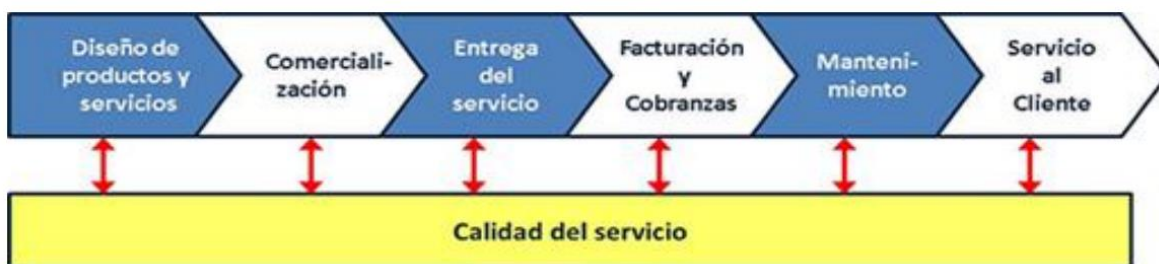 Diseño de
productos y
servicios
Comerciali-
zación
Entrega
del
servicio
Facturación
y
Cobranzas
Manteni-
miento
Servicio
al
Cliente
Calidad del servicio